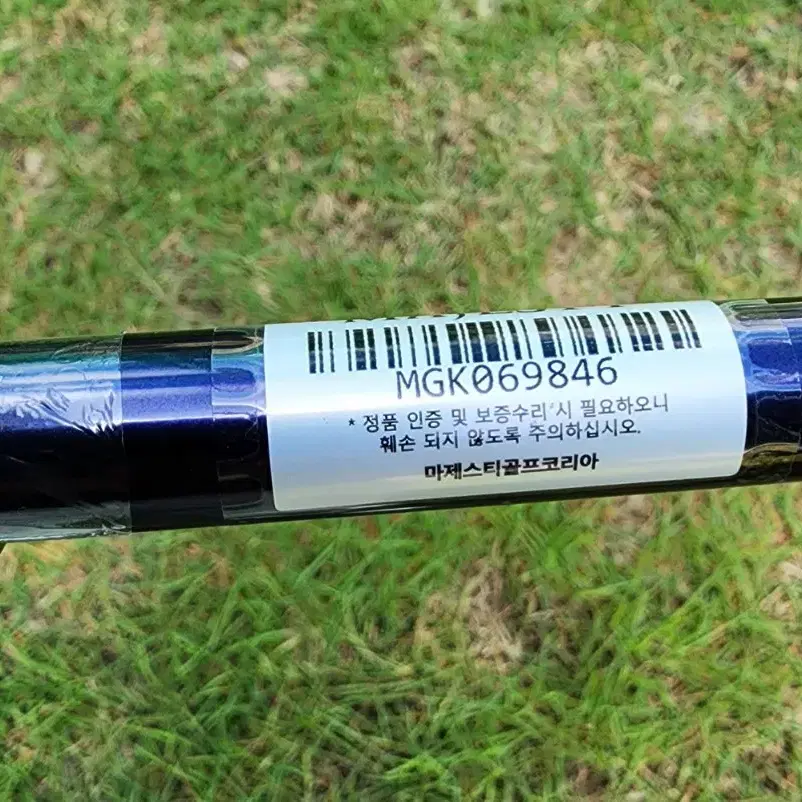 MGK069846
* 정품 인증 및 보증수리 시 필요하오니
훼손 되지 않도록 주의하십시오.
마제스티골프코리아